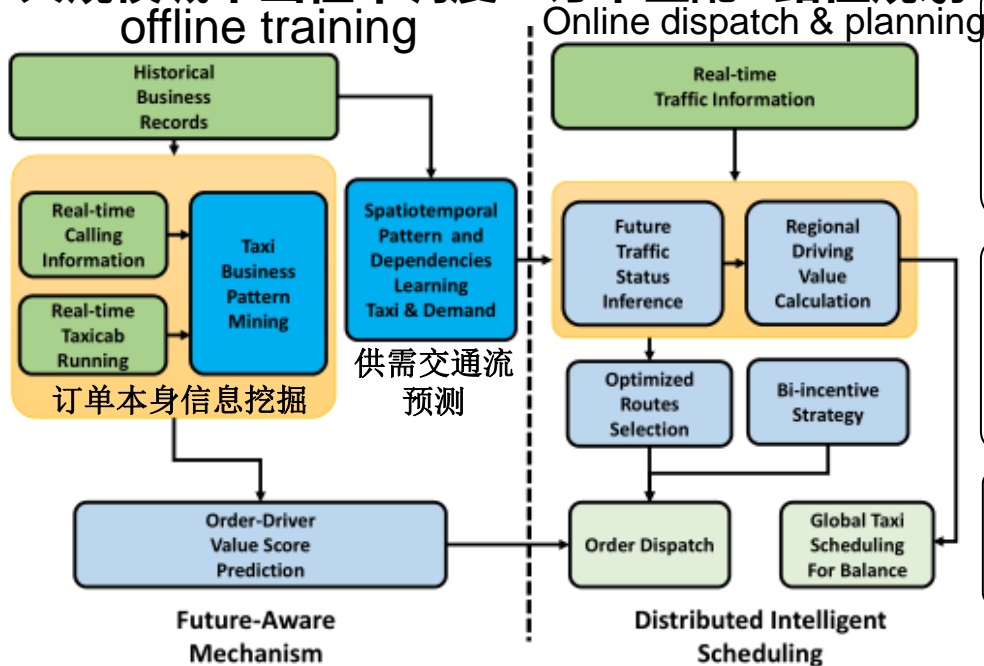 offline training
Online dispatch & planning
Historical
Business
Records
Real-time
Traffic Information
Real-time
Calling
Information
Real-time
Taxicab
Running
Taxi
Business
Pattern
Mining
订单本身信息挖掘
Spatiotemporal
Pattern and
Dependencies
Learning
Taxi & Demand
供需交通流
预测
Future
Traffic
Status
Inference
Regional
Driving
Value
Calculation
Optimized
Routes
Selection
Bi-incentive
Strategy
Order-Driver
Value Score
Prediction
Order Dispatch
Global Taxi
Scheduling
For Balance
Future-Aware
Mechanism
Distributed Intelligent
Scheduling